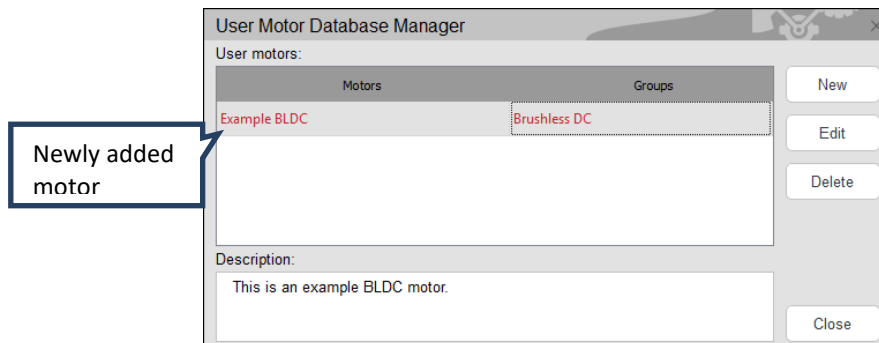 User Motor Database Manager
User motors:
Motors Groups New
Example BLDC Brushless DC
Edit
Newly added
motor
Delete
Description:
This is an example BLDC motor.
Close